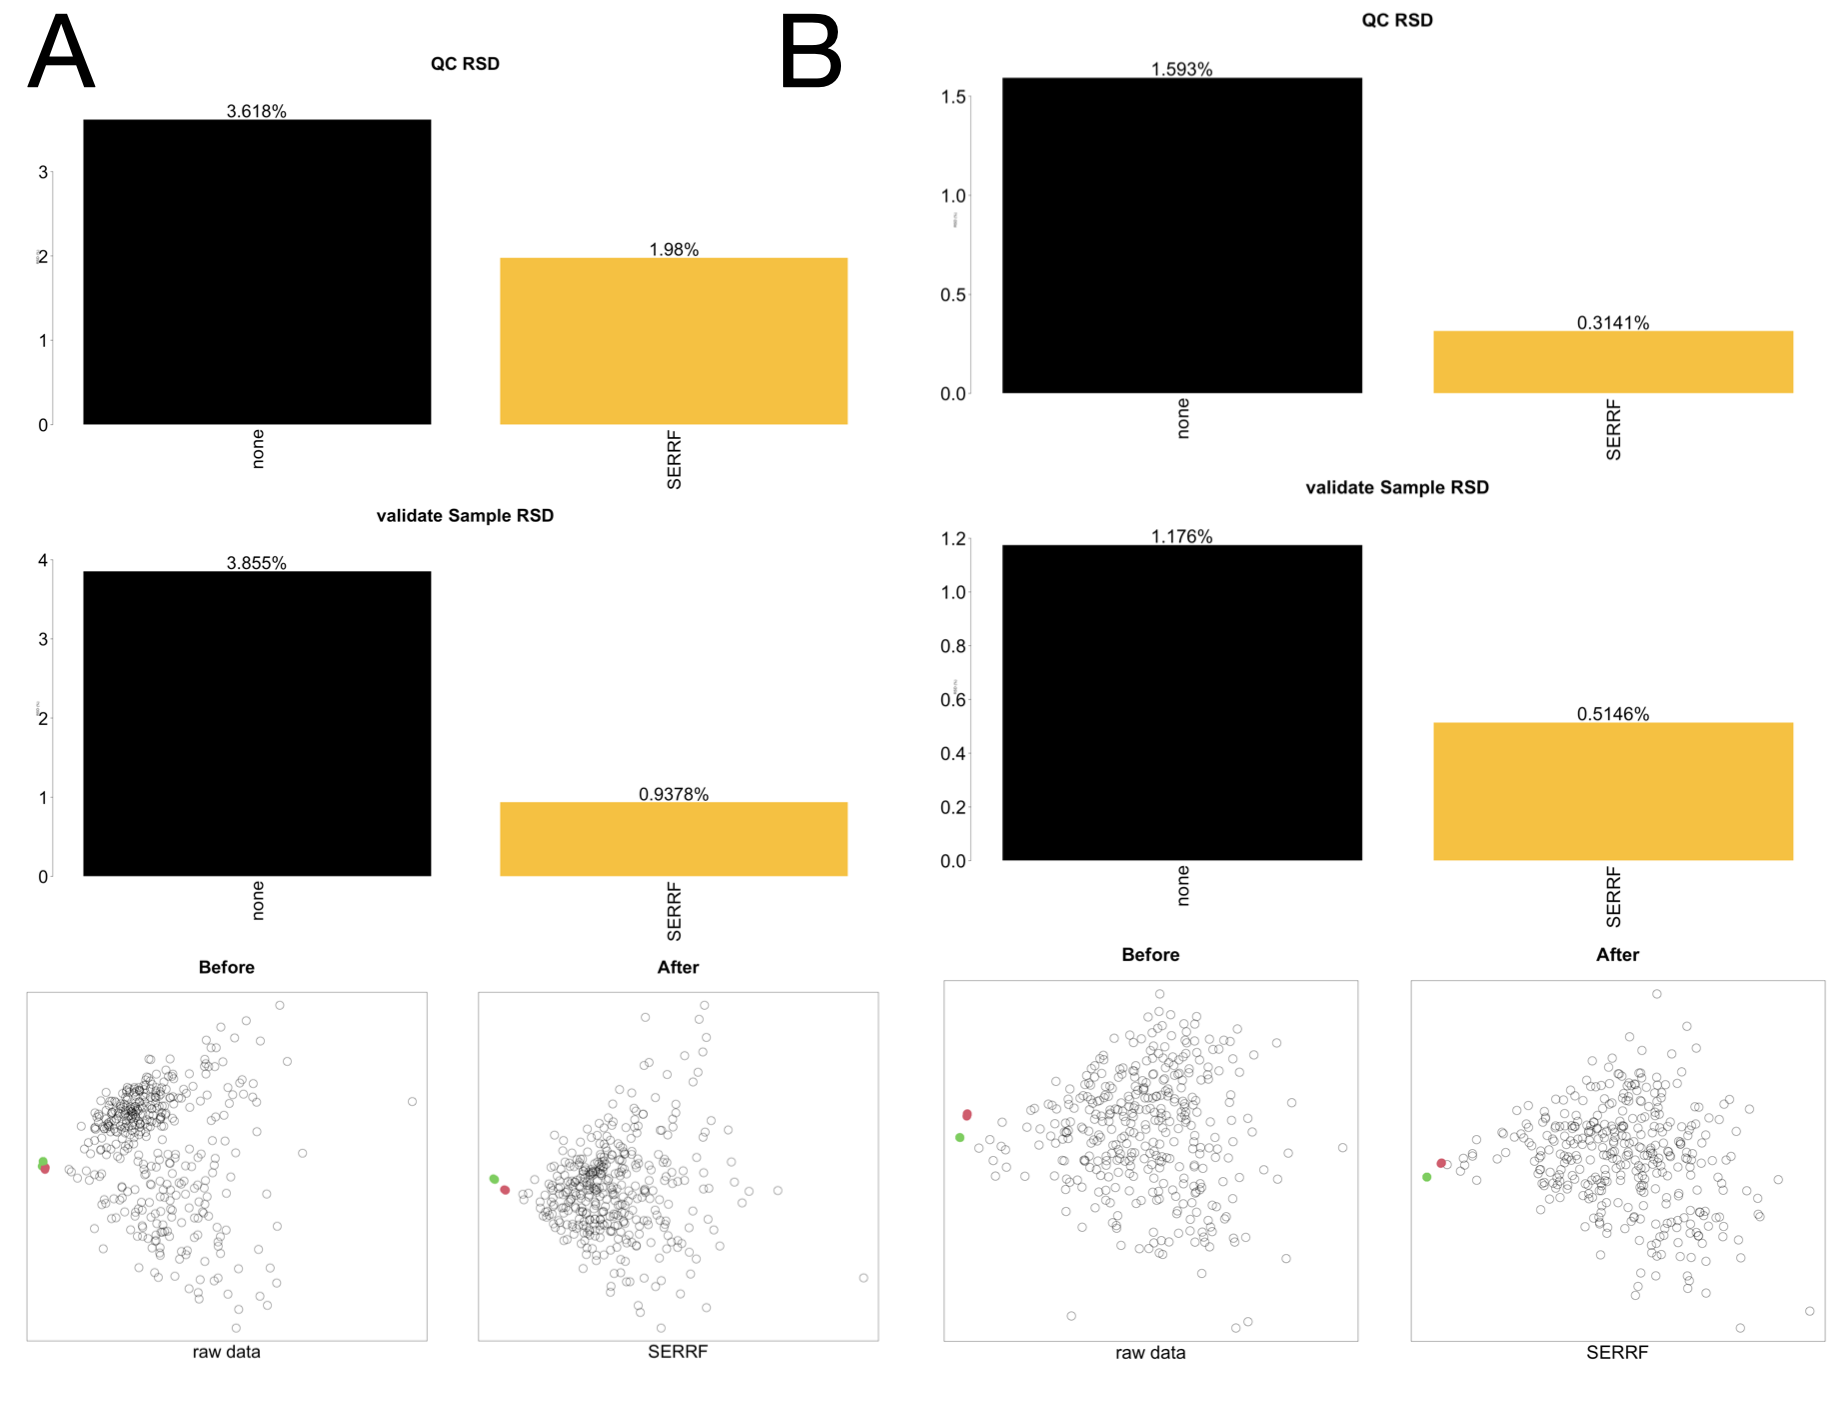 A
QC RSD
3.618%
3
2
1
0
1.98%
none
SERRF
validate Sample RSD
3.855%
4
3
2
1
0
0.9378%
none
SERRF
Before
After
raw data
SERRF
B
QC RSD
1.593%
1.5
1.0
0.5
0.0
0.3141%
none
SERRF
validate Sample RSD
1.176%
1.2
1.0
0.8
0.6
0.4
0.2
0.0
0.5146%
none
SERRF
Before
After
raw data
SERRF